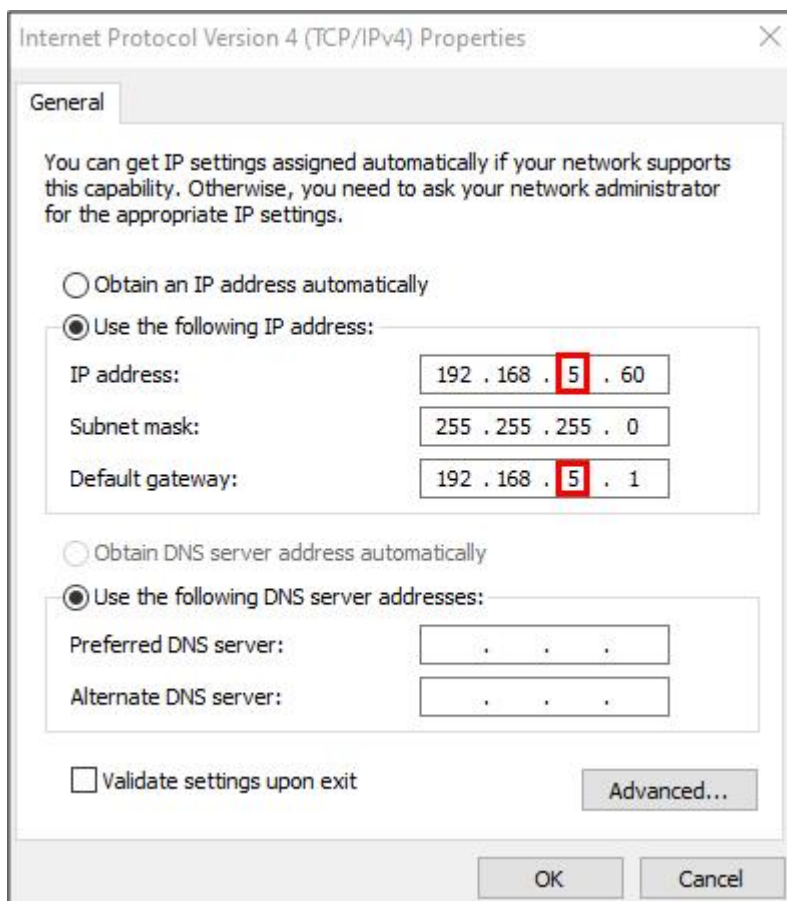 Internet Protocol Version 4 (TCP/IPv4) Properties
General
You can get IP settings assigned automatically if your network supports
this capability. Otherwise, you need to ask your network administrator
for the appropriate IP settings.
Obtain an IP address automatically
Use the following IP address:
IP address: 192 . 168 . 5 . 60
Subnet mask: 255 . 255 . 255 . 0
Default gateway: 192 . 168 . 5 . 1
Obtain DNS server address automatically
Use the following DNS server addresses:
Preferred DNS server: . . .
Alternate DNS server: . . .
Validate settings upon exit
Advanced...
OK Cancel